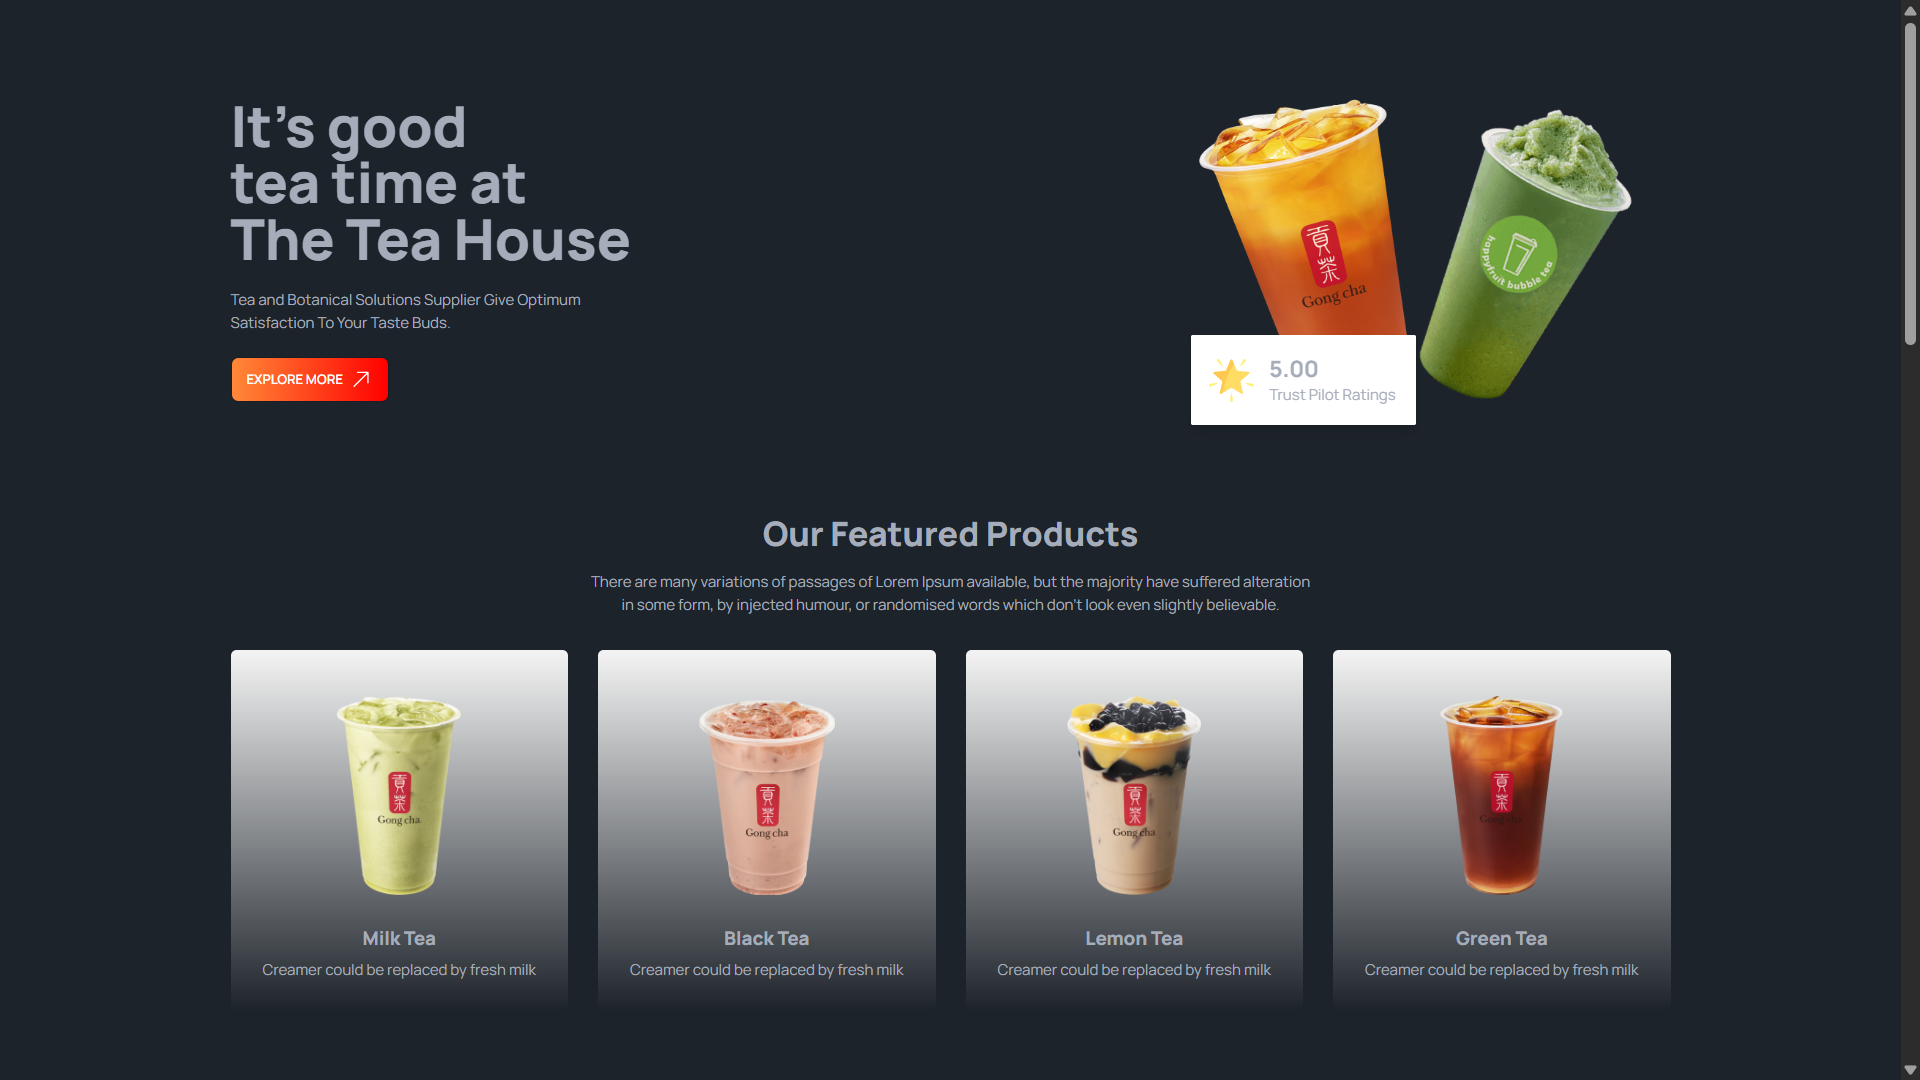 It's good
tea time at
The Tea House
Tea and Botanical Solutions Supplier Give Optimum
Satisfaction To Your Taste Buds.
EXPLORE MORE
貢茶
Gong cha
happyfruit bubble tea
5.00
Trust Pilot Ratings
Our Featured Products
There are many variations of passages of Lorem Ipsum available, but the majority have suffered alteration
in some form, by injected humour, or randomised words which don't look even slightly believable.
貢茶
Gong cha
貢茶
Gong cha
貢茶
Gong cha
貢茶
Gong cha
Milk Tea
Black Tea
Lemon Tea
Green Tea
Creamer could be replaced by fresh milk
Creamer could be replaced by fresh milk
Creamer could be replaced by fresh milk
Creamer could be replaced by fresh milk